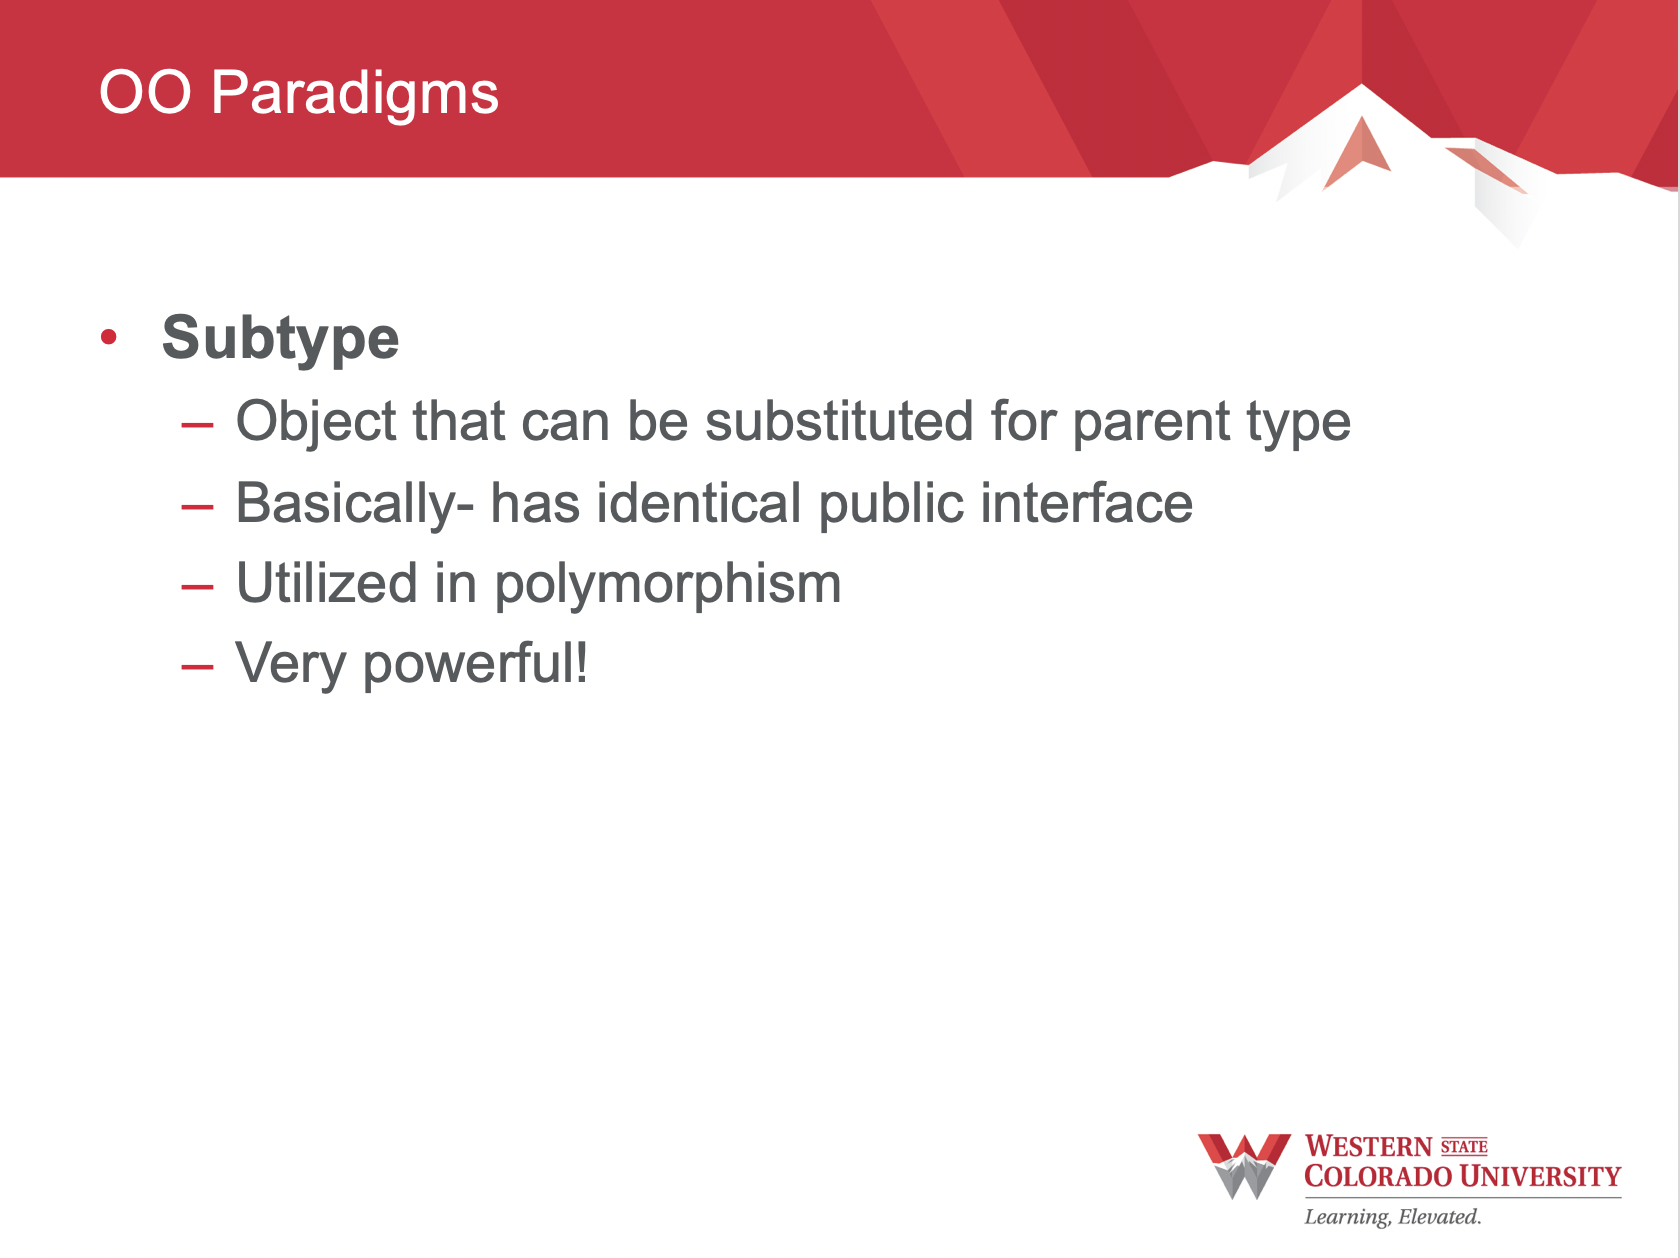 OO Paradigms
• Subtype
– Object that can be substituted for parent type
– Basically- has identical public interface
– Utilized in polymorphism
– Very powerful!
WESTERN STATE
COLORADO UNIVERSITY
Learning, Elevated.